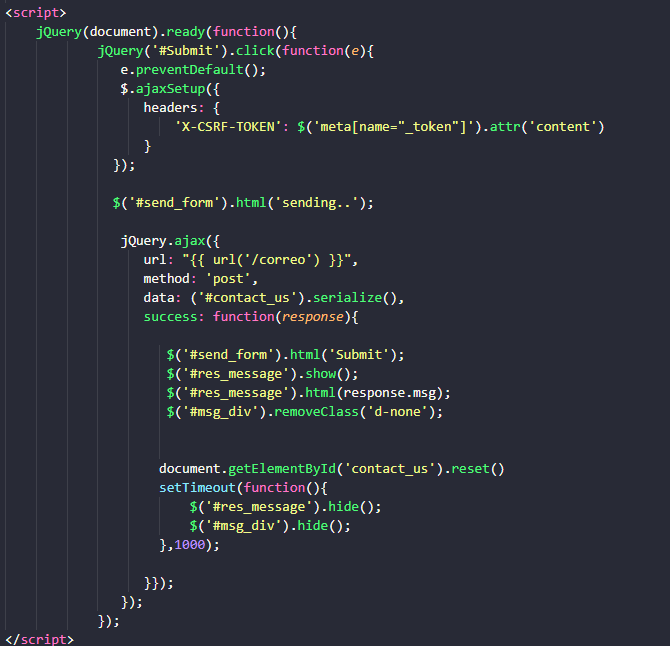 <script>
jQuery(document).ready(function(){
jQuery('#Submit').click(function(e){
e.preventDefault();
$.ajaxSetup({
headers: {
'X-CSRF-TOKEN': $('meta[name="_token"]').attr('content')
}
});
$('#send_form').html('sending..');
jQuery.ajax({
url: "{{ url('/correo') }}",
method: 'post',
data: ('#contact_us').serialize(),
success: function(response){
$('#send_form').html('Submit');
$('#res_message').show();
$('#res_message').html(response.msg);
$('#msg_div').removeClass('d-none');
document.getElementById('contact_us').reset()
setTimeout(function(){
$('#res_message').hide();
$('#msg_div').hide();
},1000);
}});
});
});
</script>